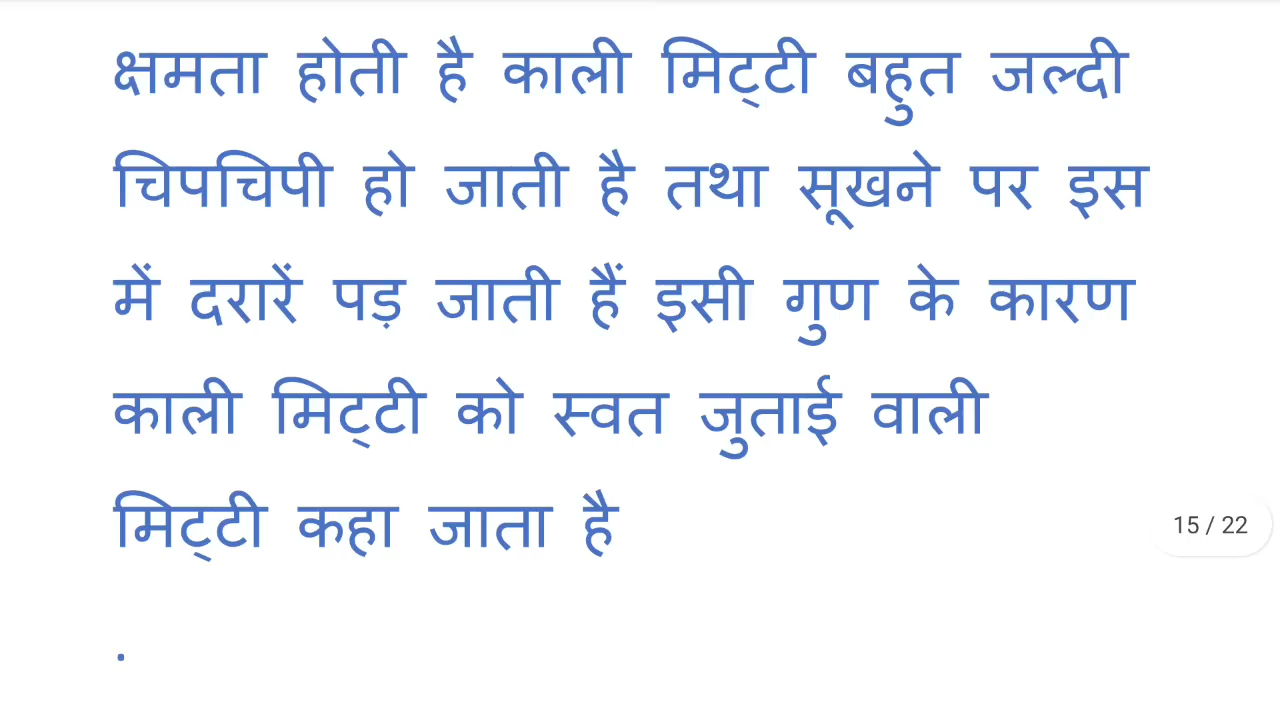 क्षमता होती है काली मिट्टी बहुत जल्दी
चिपचिपी हो जाती है तथा सूखने पर इस
में दरारें पड़ जाती हैं इसी गुण के कारण
काली मिट्टी को स्वत जुताई वाली
मिट्टी कहा जाता है
15 / 22
.